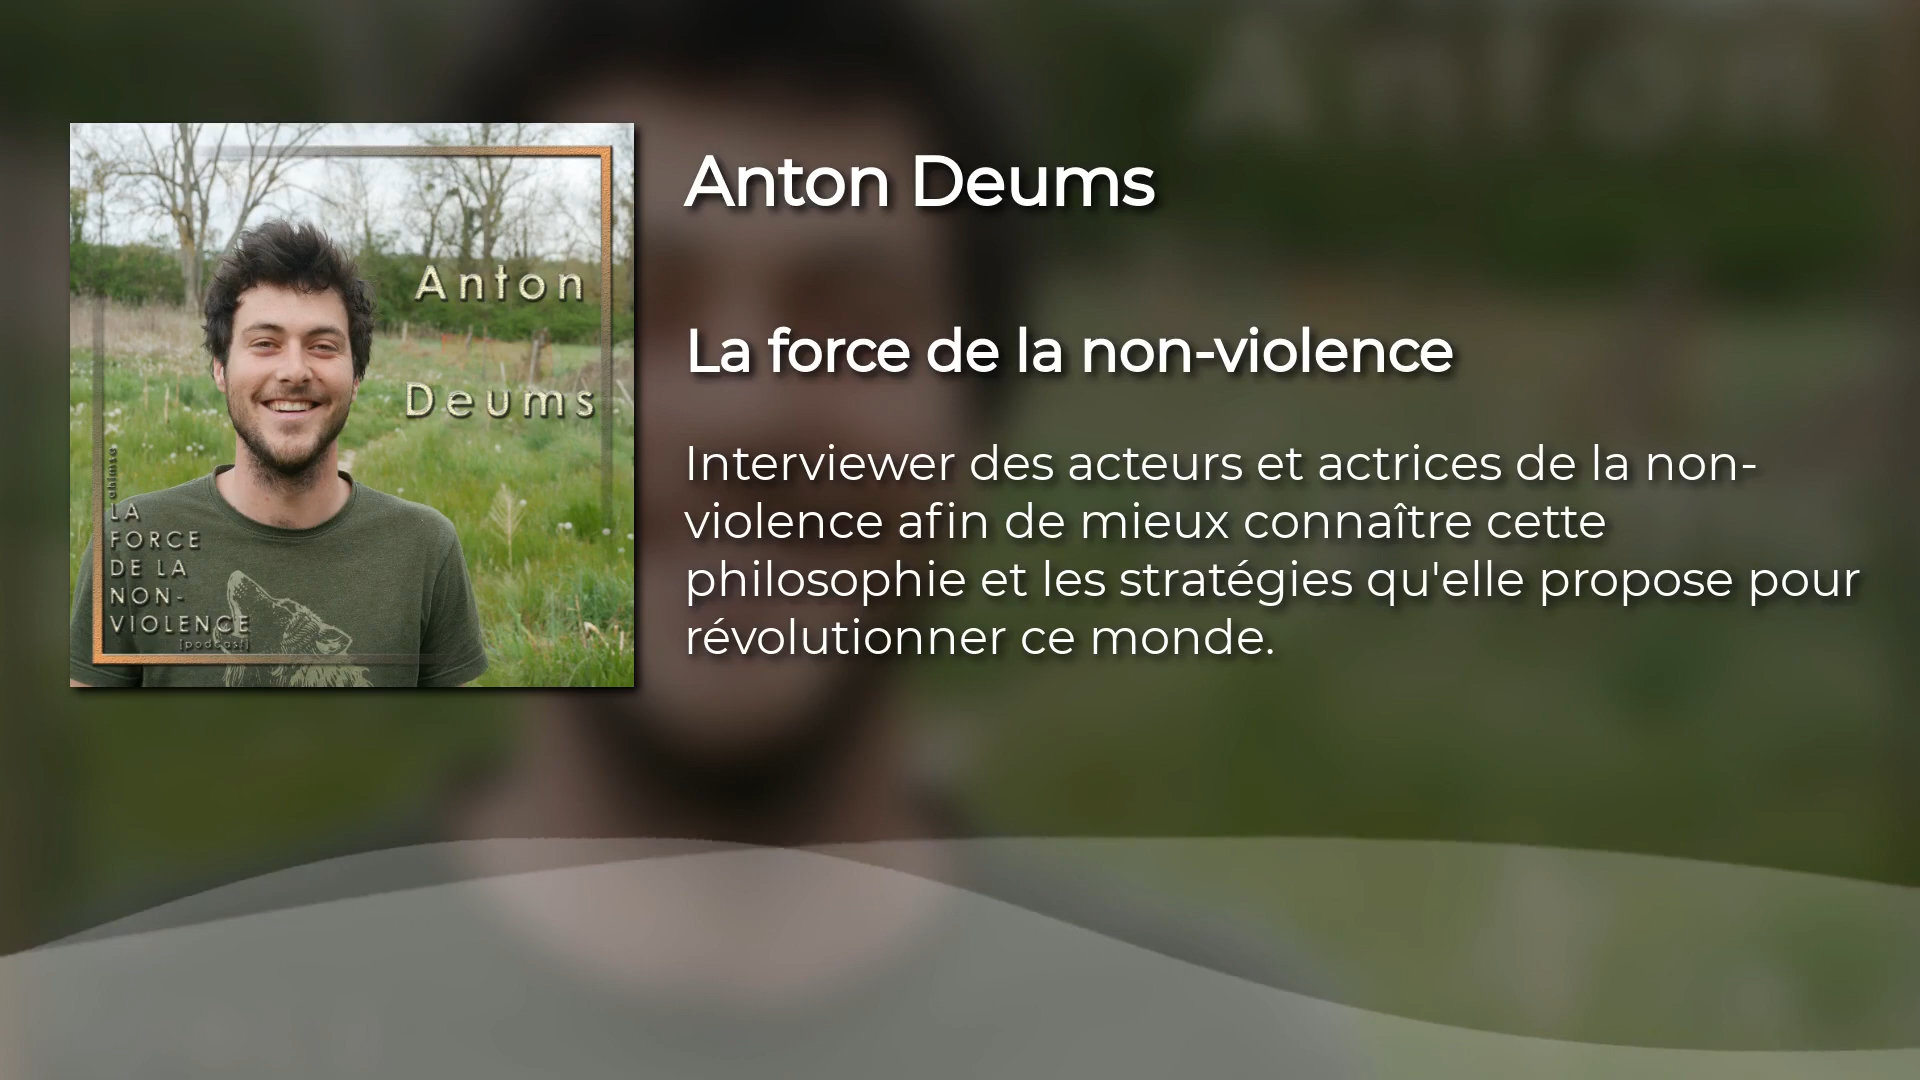 Anton Deums
La force de la non-violence
Interviewer des acteurs et actrices de la non-
violence afin de mieux connaître cette
philosophie et les stratégies qu'elle propose pour
révolutionner ce monde.
Anton
Deums
ahimsa
LA
FORCE
DE LA
NON-
VIOLENCE
[podcast]